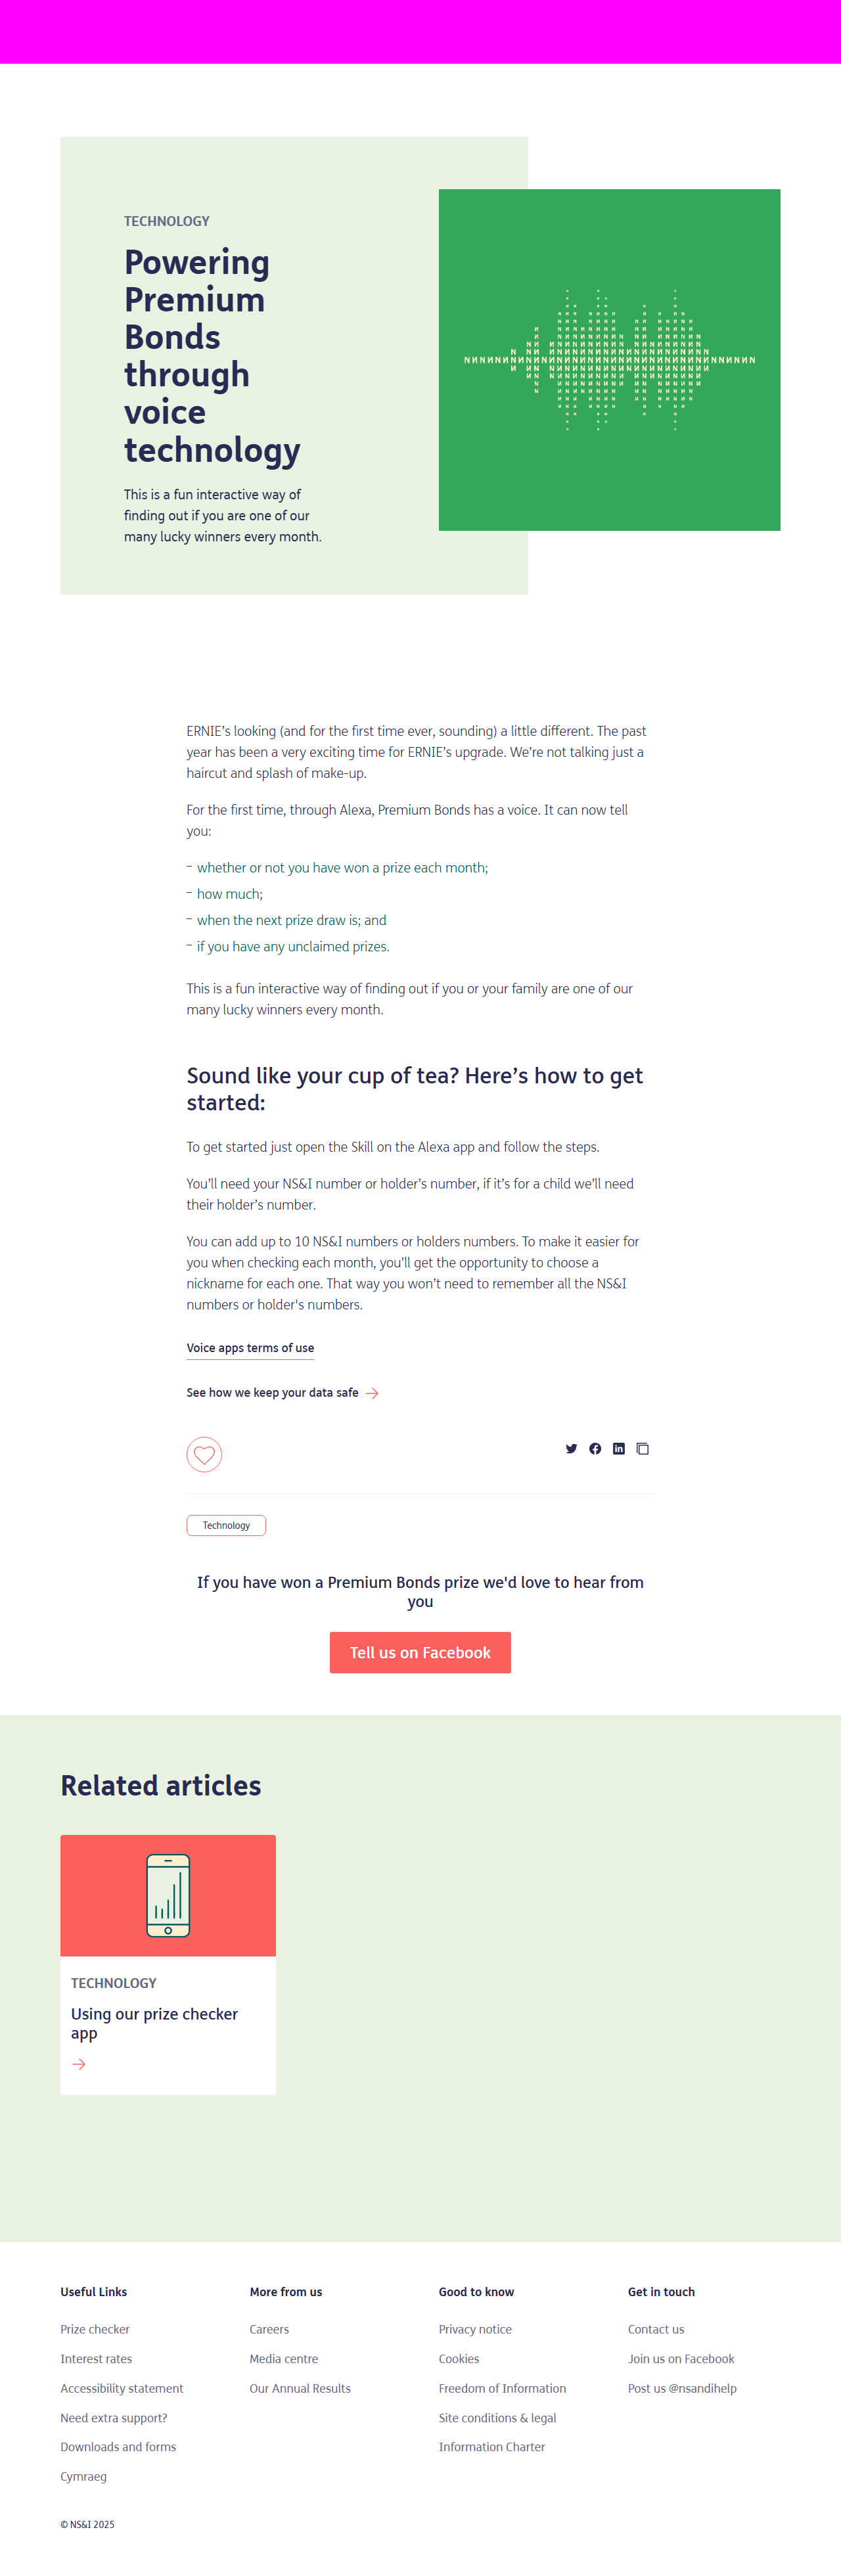 TECHNOLOGY
Powering
Premium
Bonds
through
voice
technology
This is a fun interactive way of
finding out if you are one of our
many lucky winners every month.
ERNIE’s looking (and for the first time ever, sounding) a little different. The past
year has been a very exciting time for ERNIE’s upgrade. We’re not talking just a
haircut and splash of make-up.
For the first time, through Alexa, Premium Bonds has a voice. It can now tell
you:
– whether or not you have won a prize each month;
– how much;
– when the next prize draw is; and
– if you have any unclaimed prizes.
This is a fun interactive way of finding out if you or your family are one of our
many lucky winners every month.
Sound like your cup of tea? Here’s how to get
started:
To get started just open the Skill on the Alexa app and follow the steps.
You’ll need your NS&I number or holder’s number, if it’s for a child we’ll need
their holder’s number.
You can add up to 10 NS&I numbers or holders numbers. To make it easier for
you when checking each month, you’ll get the opportunity to choose a
nickname for each one. That way you won’t need to remember all the NS&I
numbers or holder's numbers.
Voice apps terms of use
See how we keep your data safe
Technology
If you have won a Premium Bonds prize we'd love to hear from
you
Tell us on Facebook
Related articles
TECHNOLOGY
Using our prize checker
app
Useful Links
Prize checker
Interest rates
Accessibility statement
Need extra support?
Downloads and forms
Cymraeg
More from us
Careers
Media centre
Our Annual Results
Good to know
Privacy notice
Cookies
Freedom of Information
Site conditions & legal
Information Charter
Get in touch
Contact us
Join us on Facebook
Post us @nsandihelp
© NS&I 2025